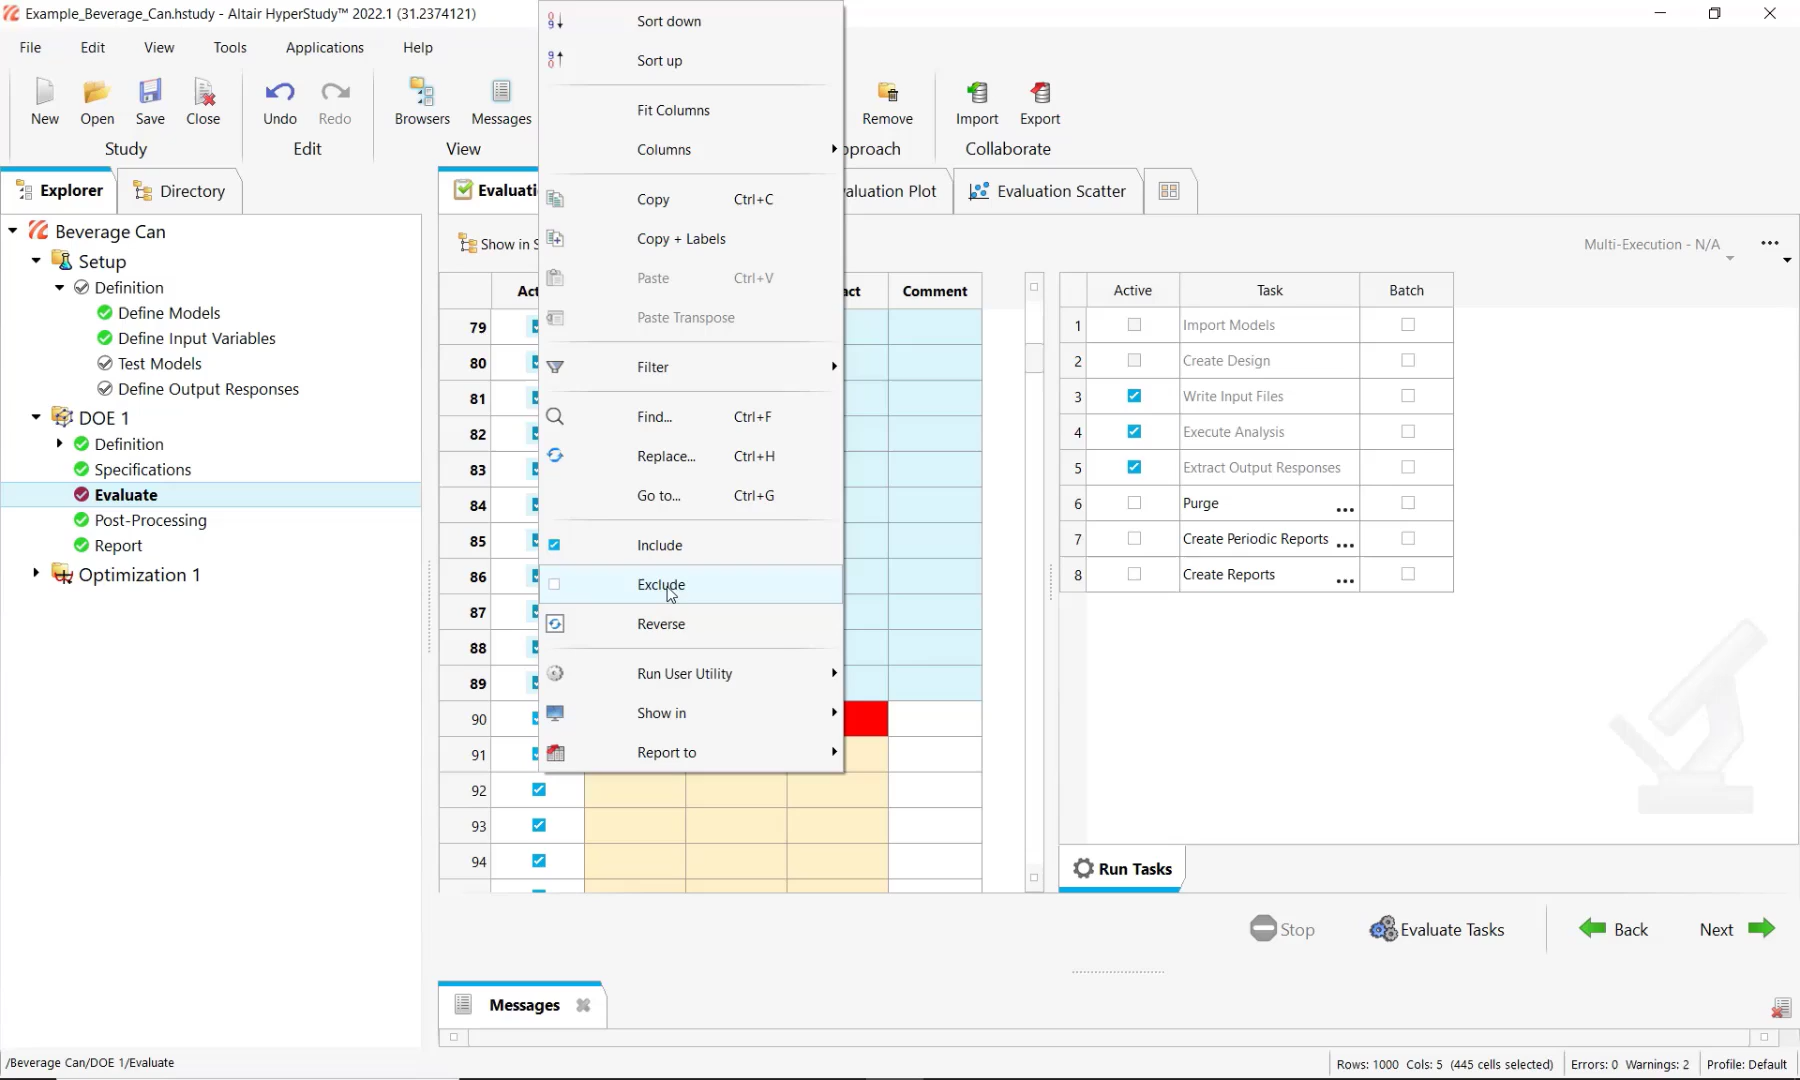 Example_Beverage_Can.hstudy - Altair HyperStudy™ 2022.1 (31.2374121)
File Edit View Tools Applications Help
New Open Save Close Undo Redo Browsers Messages Remove Import Export
Study Edit View Collaborate
Explorer Directory Evaluation Plot Evaluation Scatter
Show in
Multi-Execution - N/A
Beverage Can
Setup
Definition
Define Models
Define Input Variables
Test Models
Define Output Responses
DOE 1
Definition
Specifications
Evaluate
Post-Processing
Report
Optimization 1
Comment
79
80
81
82
83
84
85
86
87
88
89
90
91
92
93
94
Sort down
Sort up
Fit Columns
Columns
Copy Ctrl+C
Copy + Labels
Paste Ctrl+V
Paste Transpose
Filter
Find... Ctrl+F
Replace... Ctrl+H
Go to... Ctrl+G
Include
Exclude
Reverse
Run User Utility
Show in
Report to
Active Task Batch
1 Import Models
2 Create Design
3 Write Input Files
4 Execute Analysis
5 Extract Output Responses
6 Purge ...
7 Create Periodic Reports ...
8 Create Reports ...
Run Tasks
Stop Evaluate Tasks Back Next
Messages
/Beverage Can/DOE 1/Evaluate
Rows: 1000 Cols: 5 (445 cells selected) Errors: 0 Warnings: 2 Profile: Default